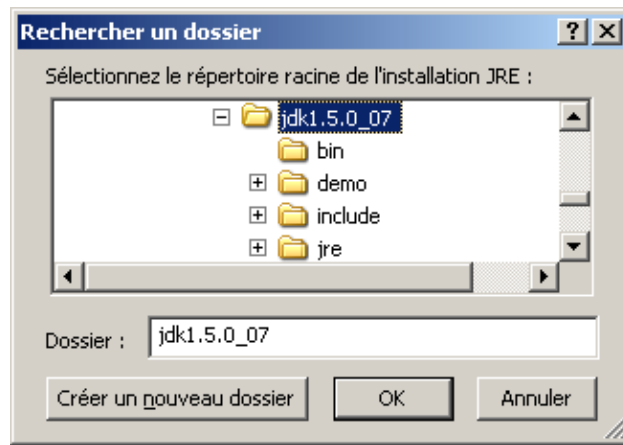 Rechercher un dossier
Sélectionnez le répertoire racine de l'installation JRE :
jdk1.5.0_07
bin
demo
include
jre
Dossier : jdk1.5.0_07
Créer un nouveau dossier OK Annuler